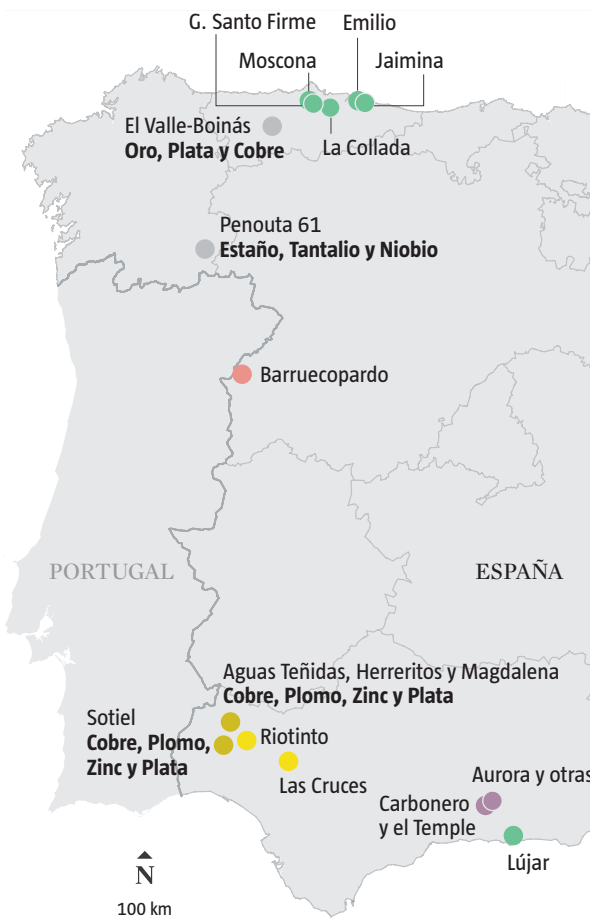 G. Santo Firme
Emilio
Moscona
Jaimina
El Valle-Boinás
Oro, Plata y Cobre
La Collada
Penouta 61
Estaño, Tantalio y Niobio
Barruecopardo
PORTUGAL
ESPAÑA
Aguas Teñidas, Herreritos y Magdalena
Cobre, Plomo, Zinc y Plata
Sotiel
Cobre, Plomo,
Zinc y Plata
Riotinto
Las Cruces
Aurora y otras
Carbonero
y el Temple
Lújar
N
100 km